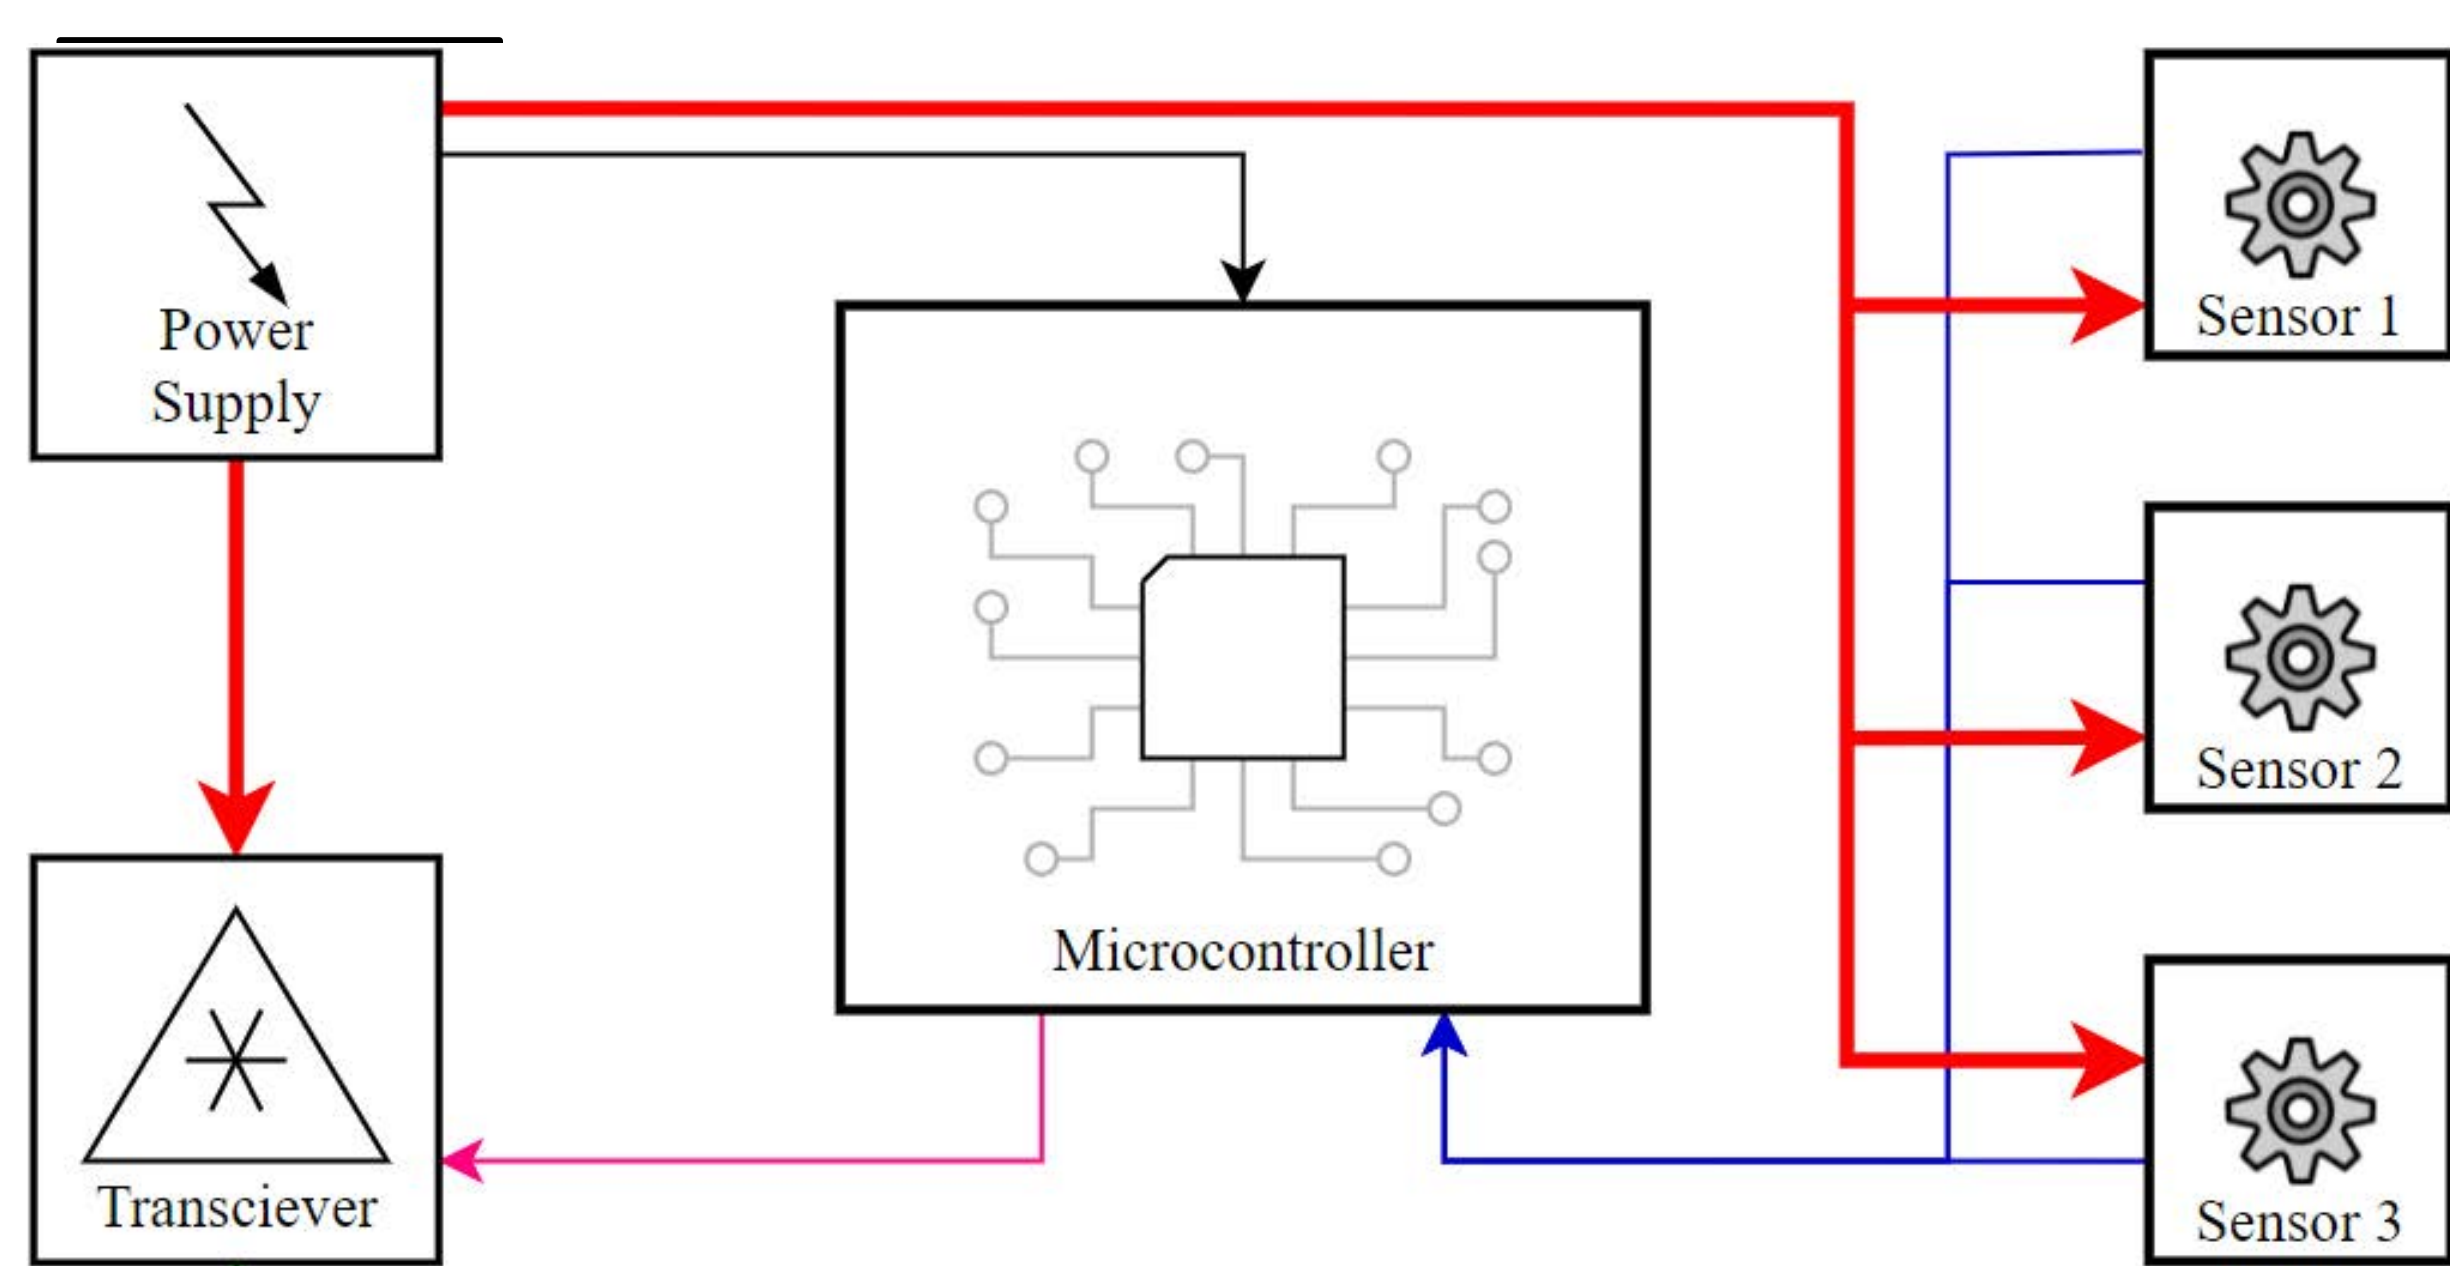 Power
Supply
Sensor 1
Sensor 2
Microcontroller
Transciever
Sensor 3